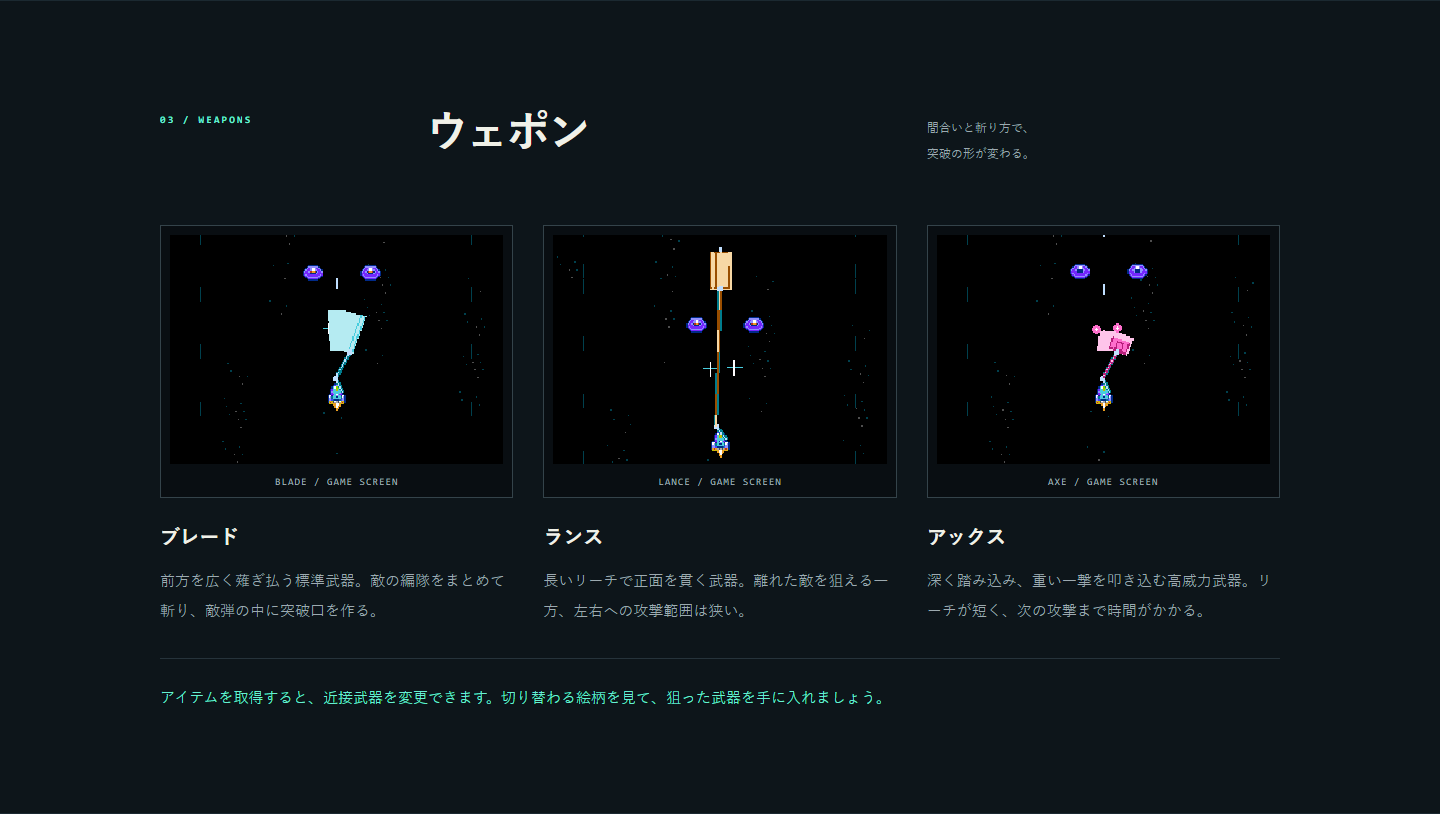 03 / WEAPONS
ウェポン
間合いと斬り方で、
突破の形が変わる。
BLADE / GAME SCREEN
LANCE / GAME SCREEN
AXE / GAME SCREEN
ブレード
前方を広く薙ぎ払う標準武器。敵の編隊をまとめて
斬り、敵弾の中に突破口を作る。
ランス
長いリーチで正面を貫く武器。離れた敵を狙える一
方、左右への攻撃範囲は狭い。
アックス
深く踏み込み、重い一撃を叩き込む高威力武器。リ
ーチが短く、次の攻撃まで時間がかかる。
アイテムを取得すると、近接武器を変更できます。切り替わる絵柄を見て、狙った武器を手に入れましょう。